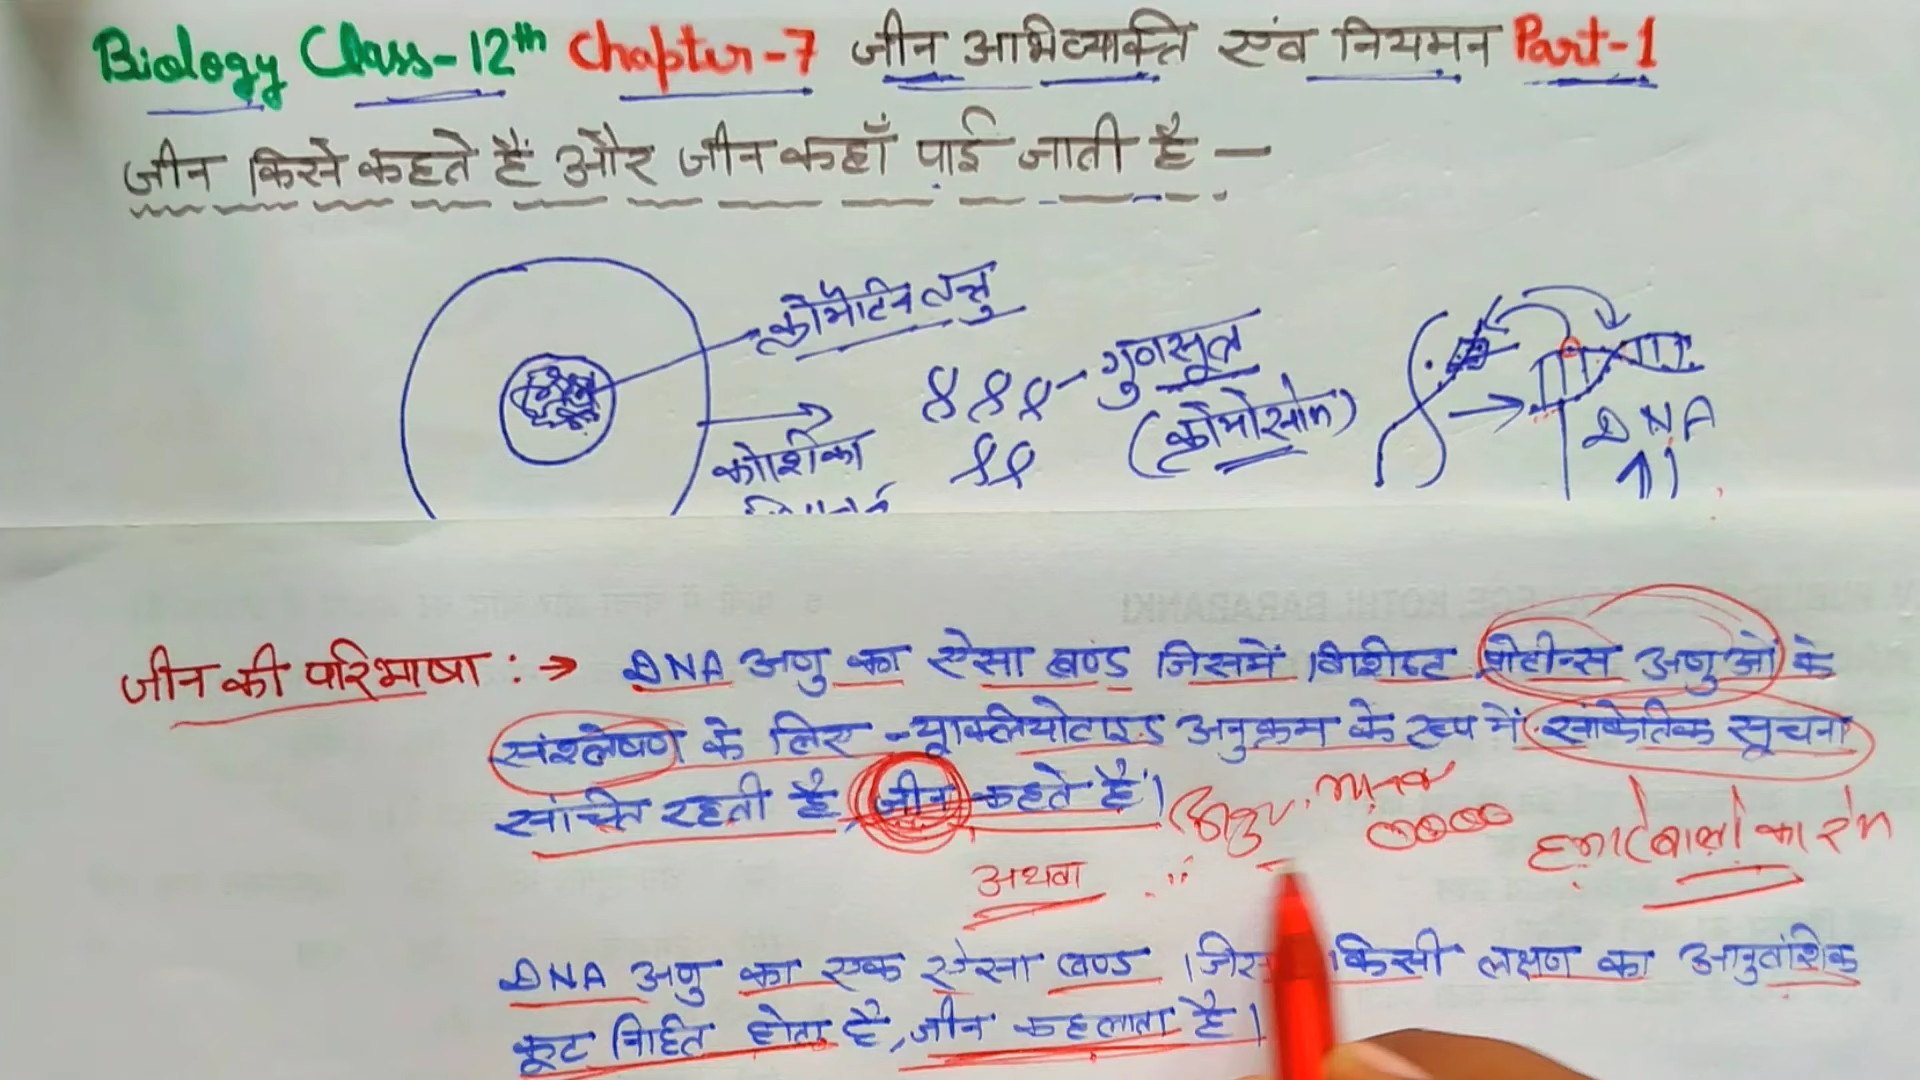 Biology Class-12th Chapter-7 जीन अभिव्यक्ति एवं नियमन Part-1
जीन किसे कहते हैं और जीन कहाँ पाई जाती है —
क्रोमैटिन तन्तु
गुणसूत्र
(क्रोमोसोम)
कोशिका
DNA
जीन की परिभाषा :→ DNA अणु का ऐसा खण्ड जिसमें विशिष्ट प्रोटीन्स अणुओं के
संश्लेषण के लिए न्यूक्लियोटाइड अनुक्रम के रूप में सांकेतिक सूचना
संचित रहती है, जीन कहते हैं।
मानव
हमारे बालों का रंग
अथवा
DNA अणु का एक ऐसा खण्ड किसी लक्षण का आनुवांशिक
कूट निहित होता है, जीन कहलाता है।